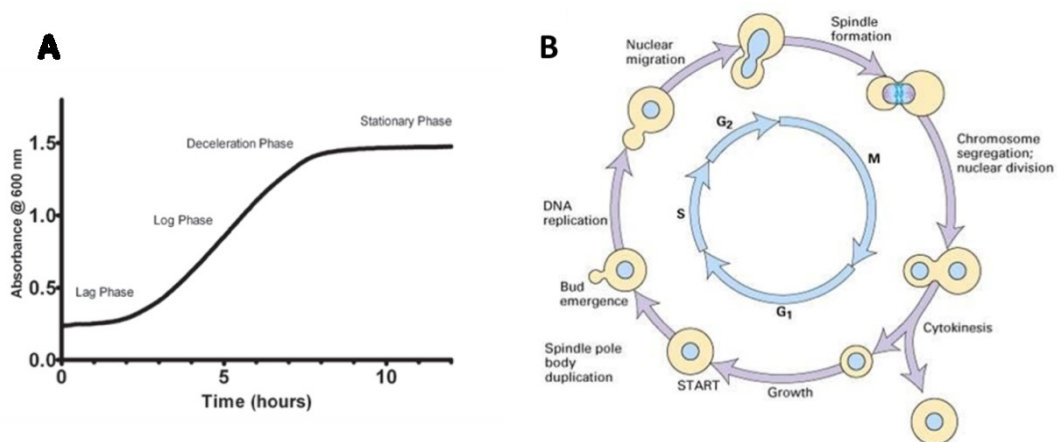 A
Absorbance @ 600 nm
1.5
1.0
0.5
0.0
Lag Phase
Log Phase
Deceleration Phase
Stationary Phase
0
5
10
Time (hours)
B
Nuclear
migration
Spindle
formation
Chromosome
segregation;
nuclear division
Cytokinesis
Growth
START
Spindle pole
body
duplication
Bud
emergence
DNA
replication
G2
M
S
G1